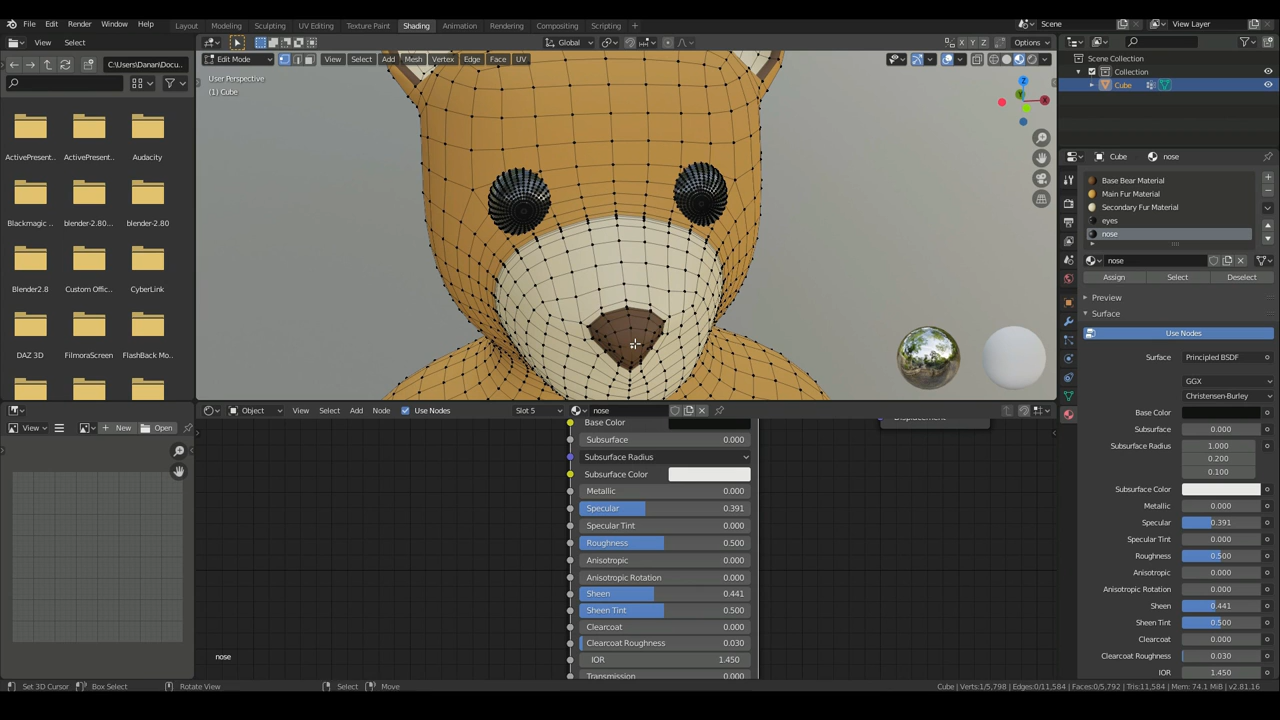 File Edit Render Window Help Layout Modeling Sculpting UV Editing Texture Paint Shading Animation Rendering Compositing Scripting Scene View Layer
View Select C:\Users\Danan\Docu... Global X Y Z Options
Edit Mode View Select Add Mesh Vertex Edge Face UV
User Perspective
(1) Cube
Z
X
Scene Collection
Collection
Cube
ActivePresent.. ActivePresent.. Audacity
Blackmagic ... blender-2.80... blender-2.80
Blender2.8 Custom Offic.. CyberLink
DAZ 3D FilmoraScreen FlashBack Mo..
Cube nose
Base Bear Material
Main Fur Material
Secondary Fur Material
eyes
nose
nose
Assign Select Deselect
Preview
Surface
Use Nodes
Surface Principled BSDF
GGX
Christensen-Burley
Base Color
Subsurface 0.000
Subsurface Radius 1.000
0.200
0.100
Subsurface Color
Metallic 0.000
Specular 0.391
Specular Tint 0.000
Roughness 0.500
Anisotropic 0.000
Anisotropic Rotation 0.000
Sheen 0.441
Sheen Tint 0.500
Clearcoat 0.000
Clearcoat Roughness 0.030
IOR 1.450
View New Open
Object View Select Add Node Use Nodes Slot 5 nose
Displacement
Base Color
Subsurface 0.000
Subsurface Radius
Subsurface Color
Metallic 0.000
Specular 0.391
Specular Tint 0.000
Roughness 0.500
Anisotropic 0.000
Anisotropic Rotation 0.000
Sheen 0.441
Sheen Tint 0.500
Clearcoat 0.000
Clearcoat Roughness 0.030
IOR 1.450
Transmission 0.000
nose
Set 3D Cursor Box Select Rotate View Select Move Cube | Verts:1/5,798 | Edges:0/11,584 | Faces:0/5,792 | Tris:11,584 | Mem: 74.1 MiB | v2.81.16